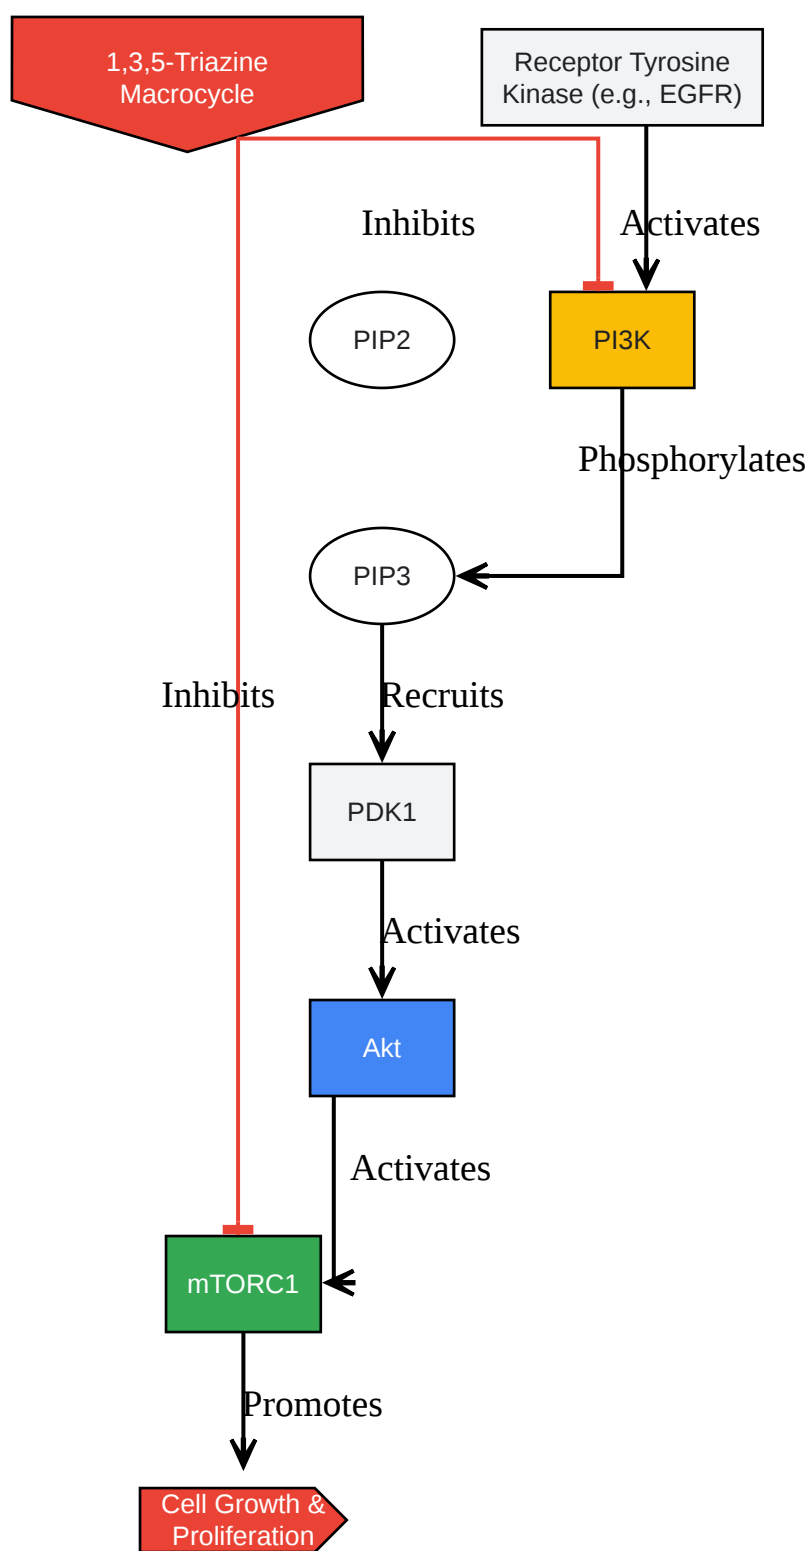 1,3,5-Triazine
Macrocycle
Receptor Tyrosine
Kinase (e.g., EGFR)
Inhibits
Activates
PIP2
PI3K
Phosphorylates
PIP3
Inhibits
Recruits
PDK1
Activates
Akt
Activates
mTORC1
Promotes
Cell Growth &
Proliferation